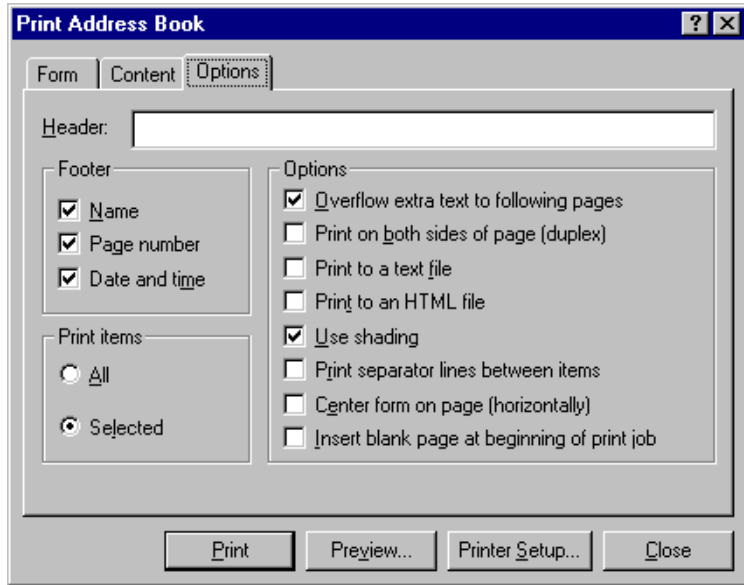 Print Address Book
Form Content Options
Header:
Footer
Name
Page number
Date and time
Print items
All
Selected
Options
Overflow extra text to following pages
Print on both sides of page (duplex)
Print to a text file
Print to an HTML file
Use shading
Print separator lines between items
Center form on page (horizontally)
Insert blank page at beginning of print job
Print Preview... Printer Setup... Close